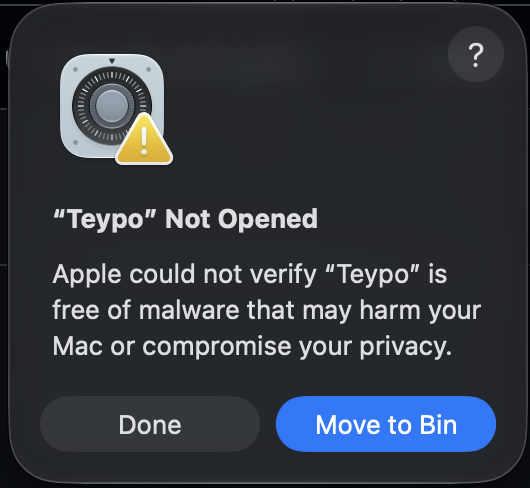 ?
“Teypo” Not Opened
Apple could not verify “Teypo” is
free of malware that may harm your
Mac or compromise your privacy.
Done
Move to Bin